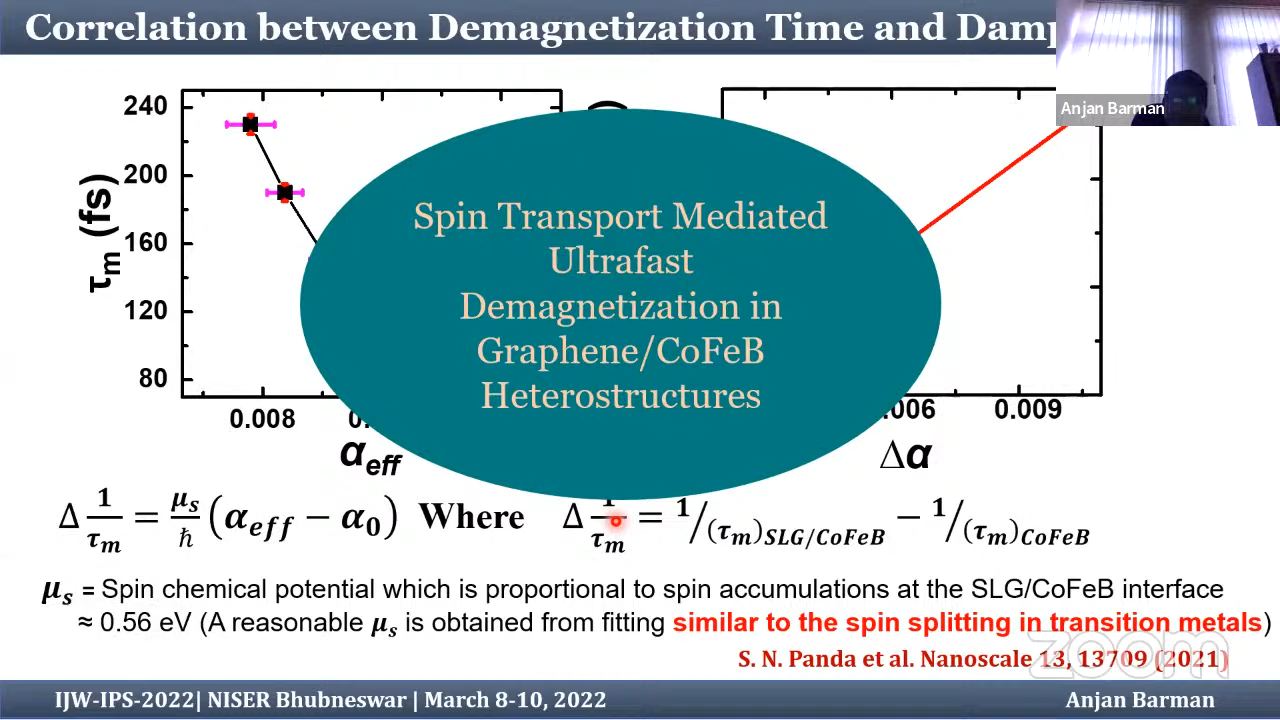 Correlation between Demagnetization Time and Damp
Anjan Barman
240
200
160
120
80
τm (fs)
0.008
αeff
Spin Transport Mediated
Ultrafast
Demagnetization in
Graphene/CoFeB
Heterostructures
006
0.009
Δα
Δ 1/τm = μs/ħ (αeff − α0) Where Δ 1/τm = 1/(τm)SLG/CoFeB − 1/(τm)CoFeB
μs = Spin chemical potential which is proportional to spin accumulations at the SLG/CoFeB interface
≈ 0.56 eV (A reasonable μs is obtained from fitting similar to the spin splitting in transition metals)
S. N. Panda et al. Nanoscale 13, 13709 (2021)
zoom
IJW-IPS-2022| NISER Bhubneswar | March 8-10, 2022
Anjan Barman